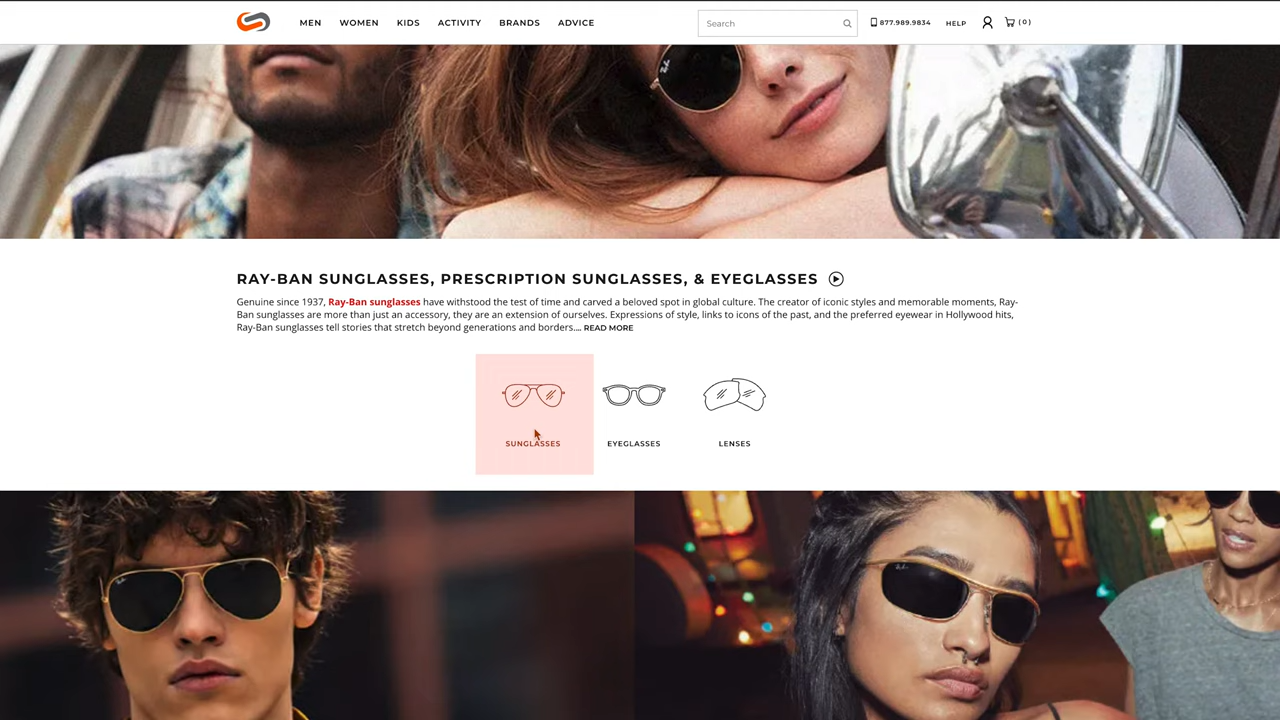 MEN WOMEN KIDS ACTIVITY BRANDS ADVICE Search 877.989.9834 HELP ( 0 )
RAY-BAN SUNGLASSES, PRESCRIPTION SUNGLASSES, & EYEGLASSES
Genuine since 1937, Ray-Ban sunglasses have withstood the test of time and carved a beloved spot in global culture. The creator of iconic styles and memorable moments, Ray-
Ban sunglasses are more than just an accessory, they are an extension of ourselves. Expressions of style, links to icons of the past, and the preferred eyewear in Hollywood hits,
Ray-Ban sunglasses tell stories that stretch beyond generations and borders.... READ MORE
SUNGLASSES EYEGLASSES LENSES